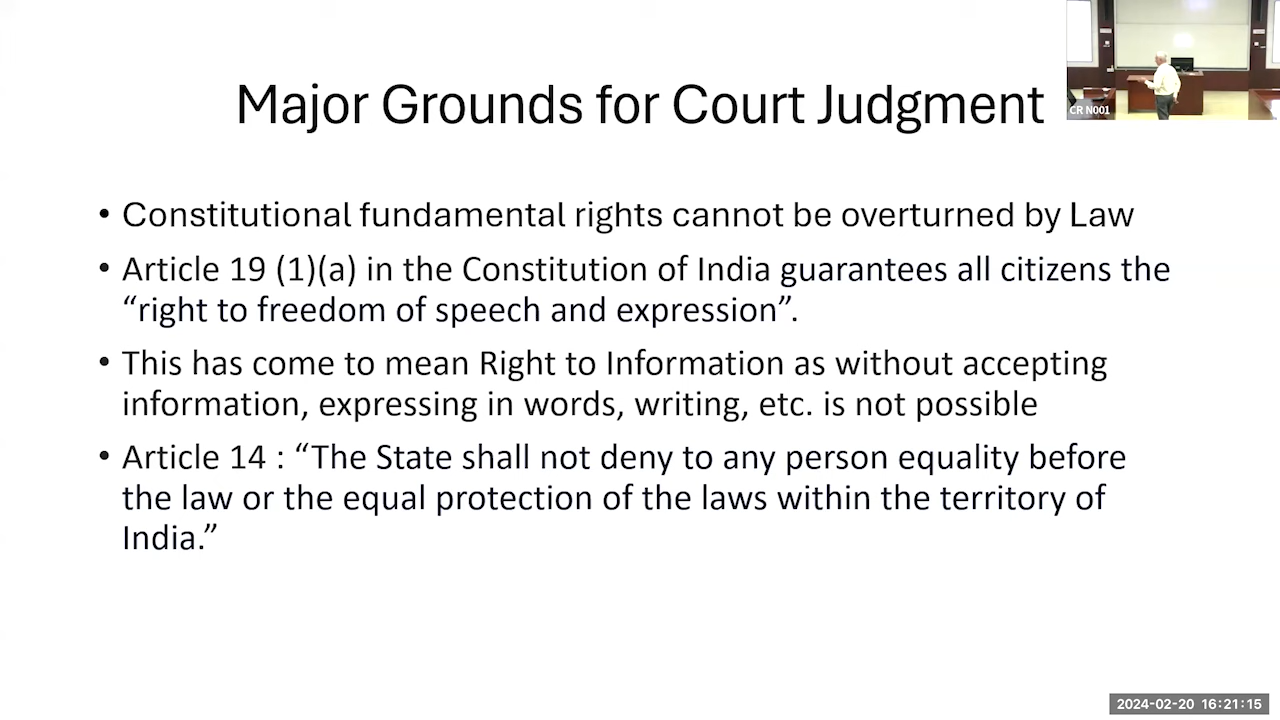 CR N001
Major Grounds for Court Judgment
• Constitutional fundamental rights cannot be overturned by Law
• Article 19 (1)(a) in the Constitution of India guarantees all citizens the
“right to freedom of speech and expression”.
• This has come to mean Right to Information as without accepting
information, expressing in words, writing, etc. is not possible
• Article 14 : “The State shall not deny to any person equality before
the law or the equal protection of the laws within the territory of
India.”
2024-02-20 16:21:15